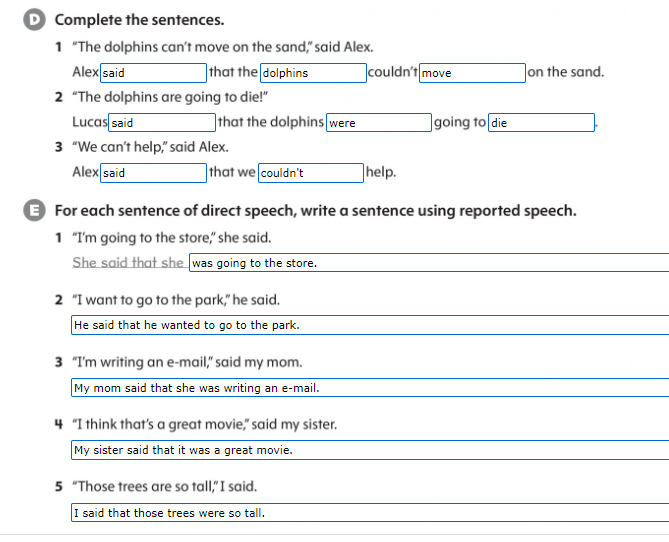 D Complete the sentences.
1 "The dolphins can't move on the sand," said Alex.
Alex said that the dolphins couldn't move on the sand.
2 "The dolphins are going to die!"
Lucas said that the dolphins were going to die.
3 "We can't help," said Alex.
Alex said that we couldn't help.
E For each sentence of direct speech, write a sentence using reported speech.
1 "I'm going to the store," she said.
She said that she was going to the store.
2 "I want to go to the park," he said.
He said that he wanted to go to the park.
3 "I'm writing an e-mail," said my mom.
My mom said that she was writing an e-mail.
4 "I think that's a great movie," said my sister.
My sister said that it was a great movie.
5 "Those trees are so tall," I said.
I said that those trees were so tall.